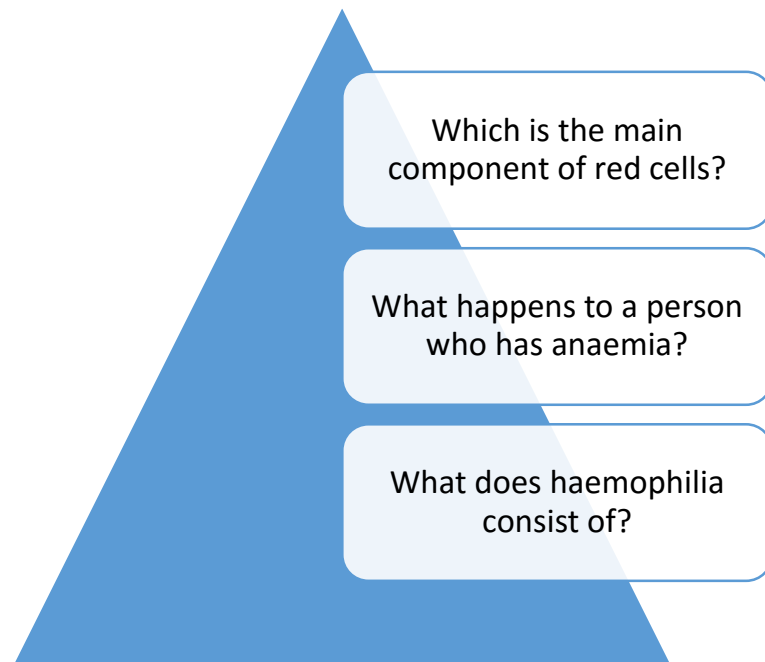 Which is the main
component of red cells?
What happens to a person
who has anaemia?
What does haemophilia
consist of?